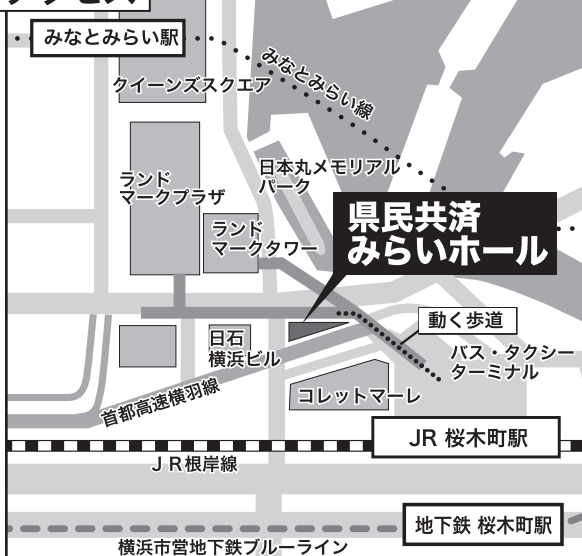 アクセス
みなとみらい駅
みなとみらい線
クイーンズスクエア
日本丸メモリアル
パーク
ランド
マークプラザ
ランド
マークタワー
県民共済
みらいホール
動く歩道
日石
横浜ビル
バス・タクシー
ターミナル
コレットマーレ
首都高速横羽線
JR 桜木町駅
JR根岸線
地下鉄 桜木町駅
横浜市営地下鉄ブルーライン